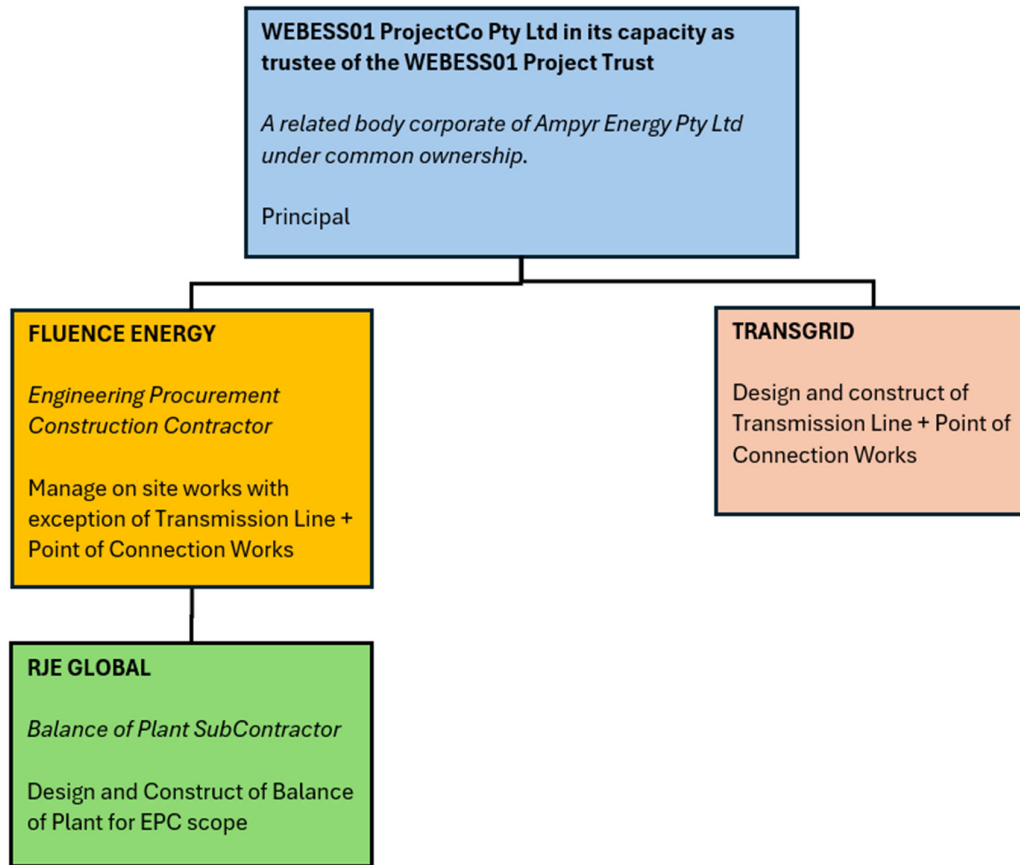 WEBESS01 ProjectCo Pty Ltd in its capacity as
trustee of the WEBESS01 Project Trust
A related body corporate of Ampyr Energy Pty Ltd
under common ownership.
Principal
FLUENCE ENERGY
Engineering Procurement
Construction Contractor
Manage on site works with
exception of Transmission Line +
Point of Connection Works
TRANSGRID
Design and construct of
Transmission Line + Point of
Connection Works
RJE GLOBAL
Balance of Plant SubContractor
Design and Construct of Balance
of Plant for EPC scope